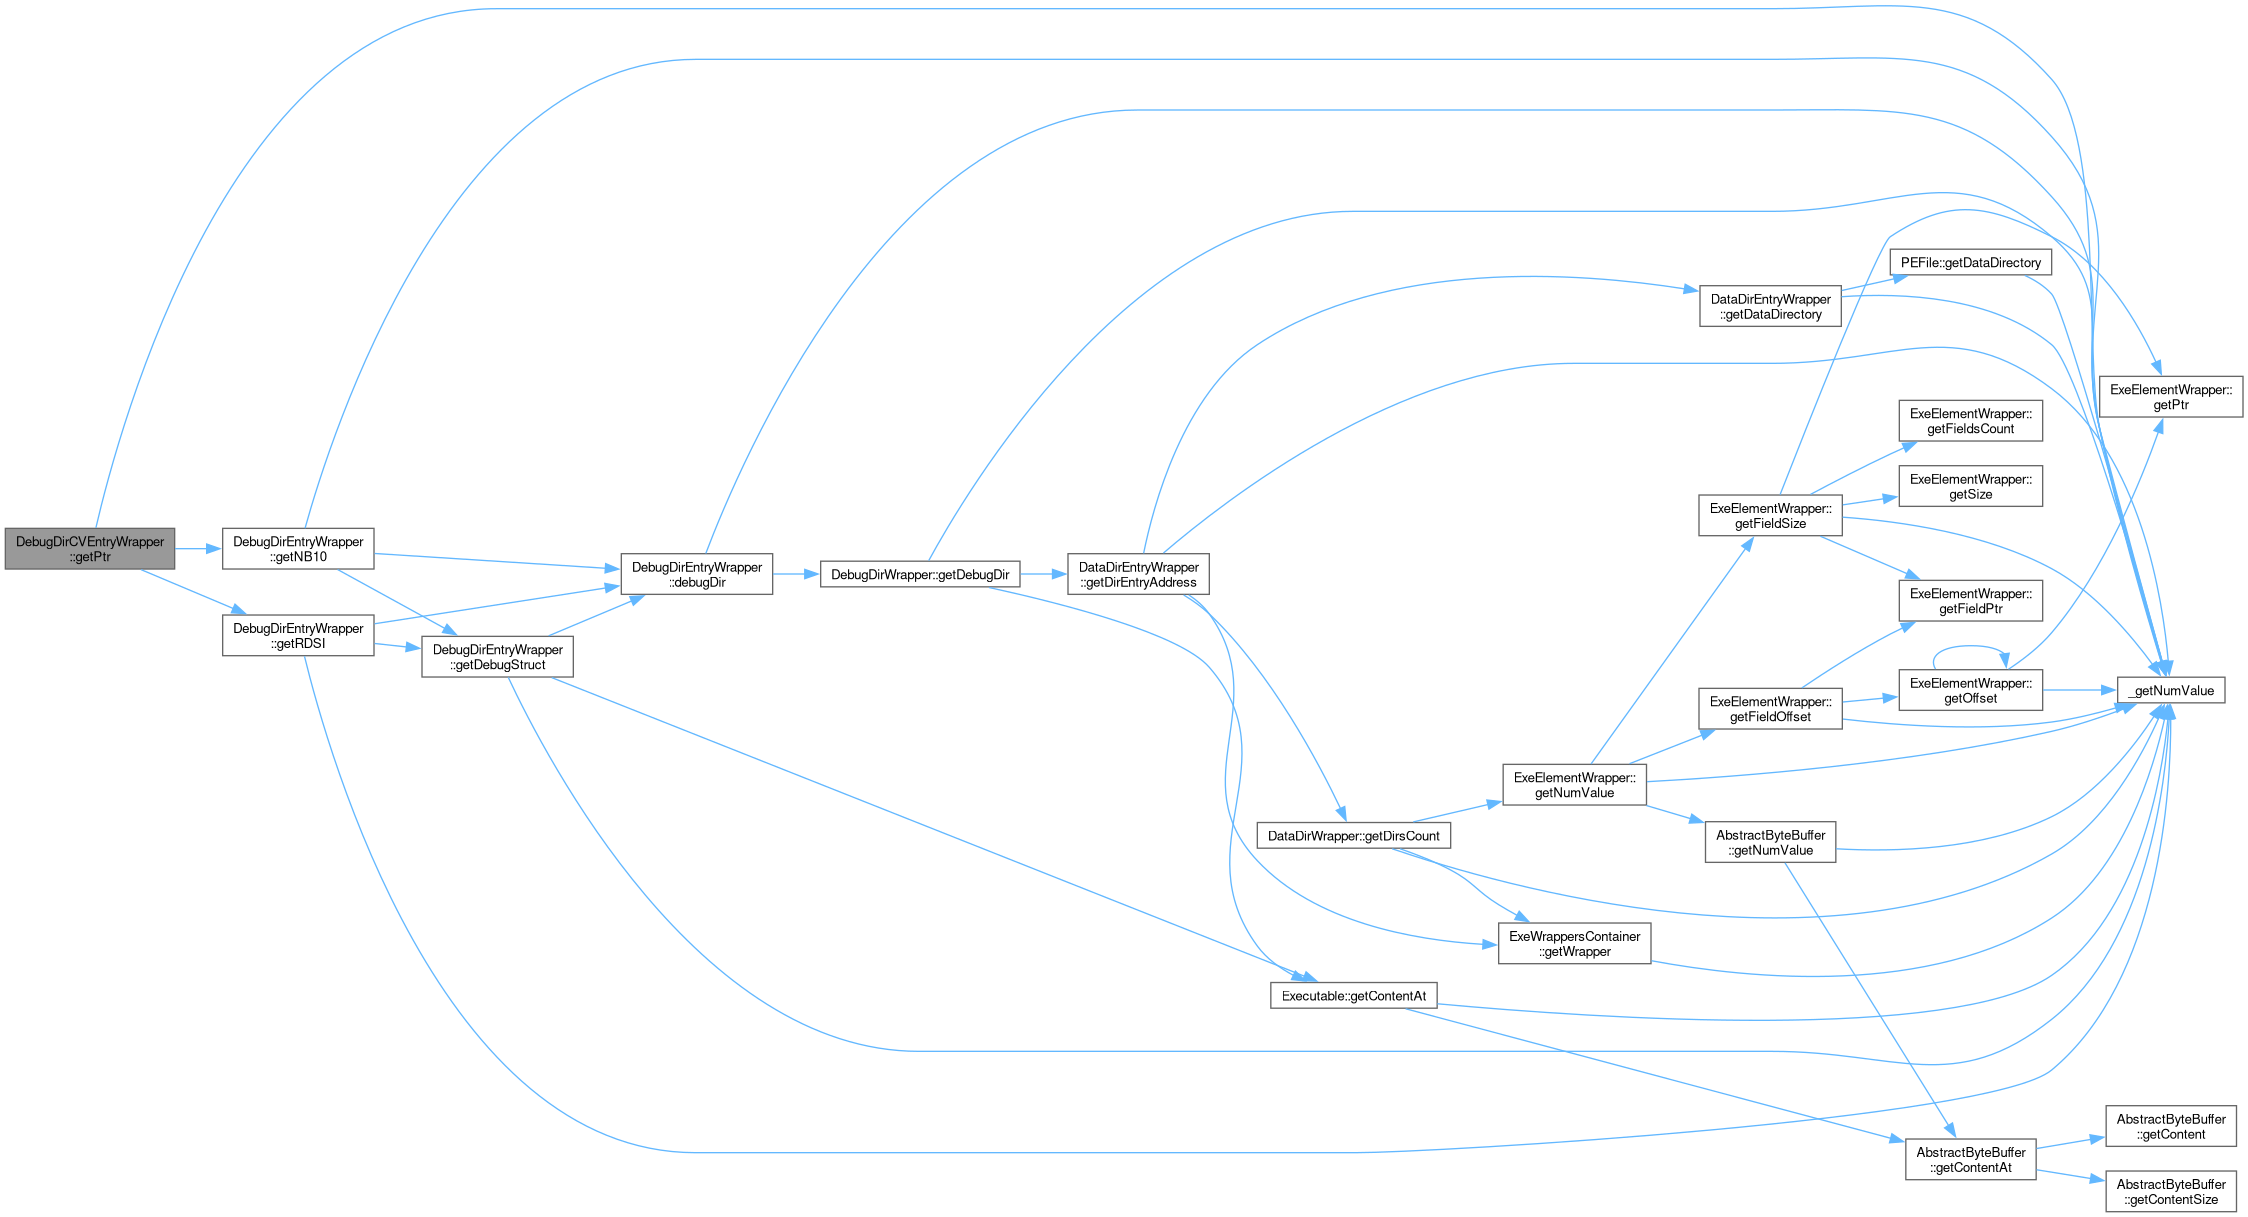 DebugDirCVEntryWrapper
::getPtr
DebugDirEntryWrapper
::getNB10
DebugDirEntryWrapper
::getRDSI
DebugDirEntryWrapper
::getDebugStruct
DebugDirEntryWrapper
::debugDir
DebugDirWrapper::getDebugDir
DataDirEntryWrapper
::getDirEntryAddress
DataDirWrapper::getDirsCount
Executable::getContentAt
ExeElementWrapper::
getNumValue
ExeWrappersContainer
::getWrapper
DataDirEntryWrapper
::getDataDirectory
ExeElementWrapper::
getFieldSize
ExeElementWrapper::
getFieldOffset
AbstractByteBuffer
::getNumValue
PEFile::getDataDirectory
ExeElementWrapper::
getFieldsCount
ExeElementWrapper::
getSize
ExeElementWrapper::
getFieldPtr
ExeElementWrapper::
getOffset
AbstractByteBuffer
::getContentAt
ExeElementWrapper::
getPtr
_getNumValue
AbstractByteBuffer
::getContent
AbstractByteBuffer
::getContentSize